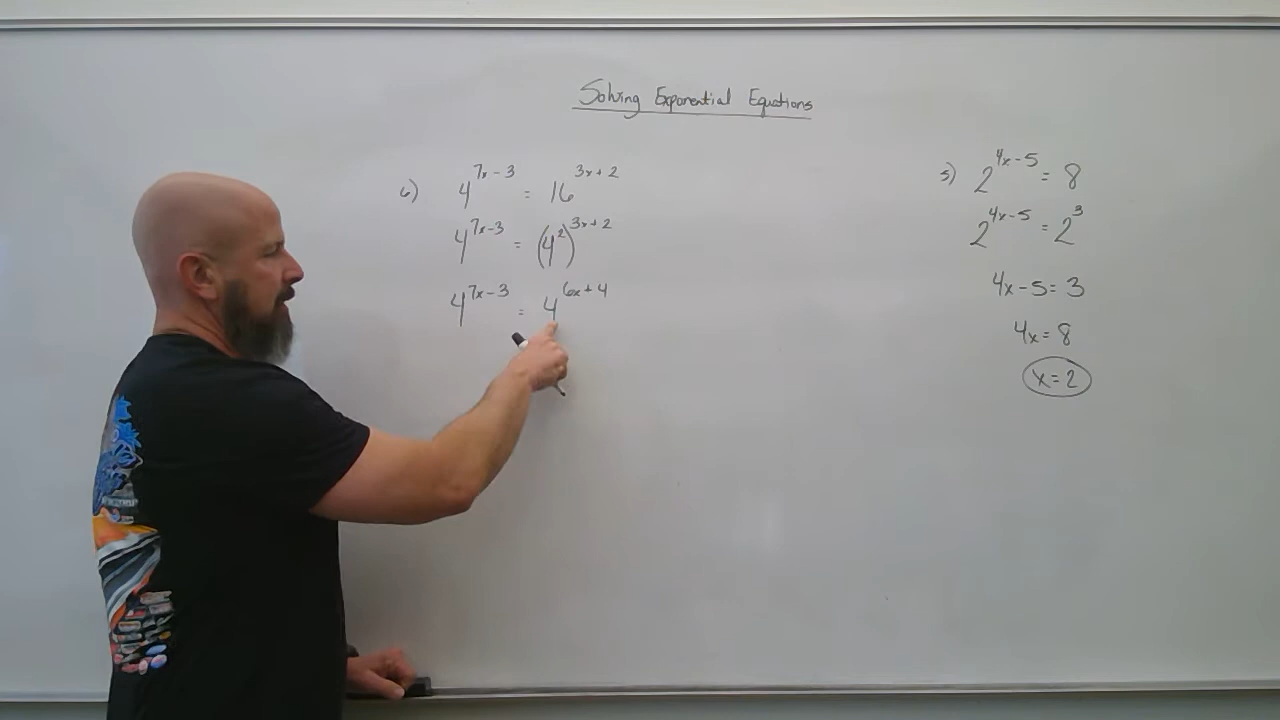 Solving Exponential Equations
6) 4^{7x-3} = 16^{3x+2}
4^{7x-3} = (4^2)^{3x+2}
4^{7x-3} = 4^{6x+4}
5) 2^{4x-5} = 8
2^{4x-5} = 2^3
4x-5=3
4x=8
x=2